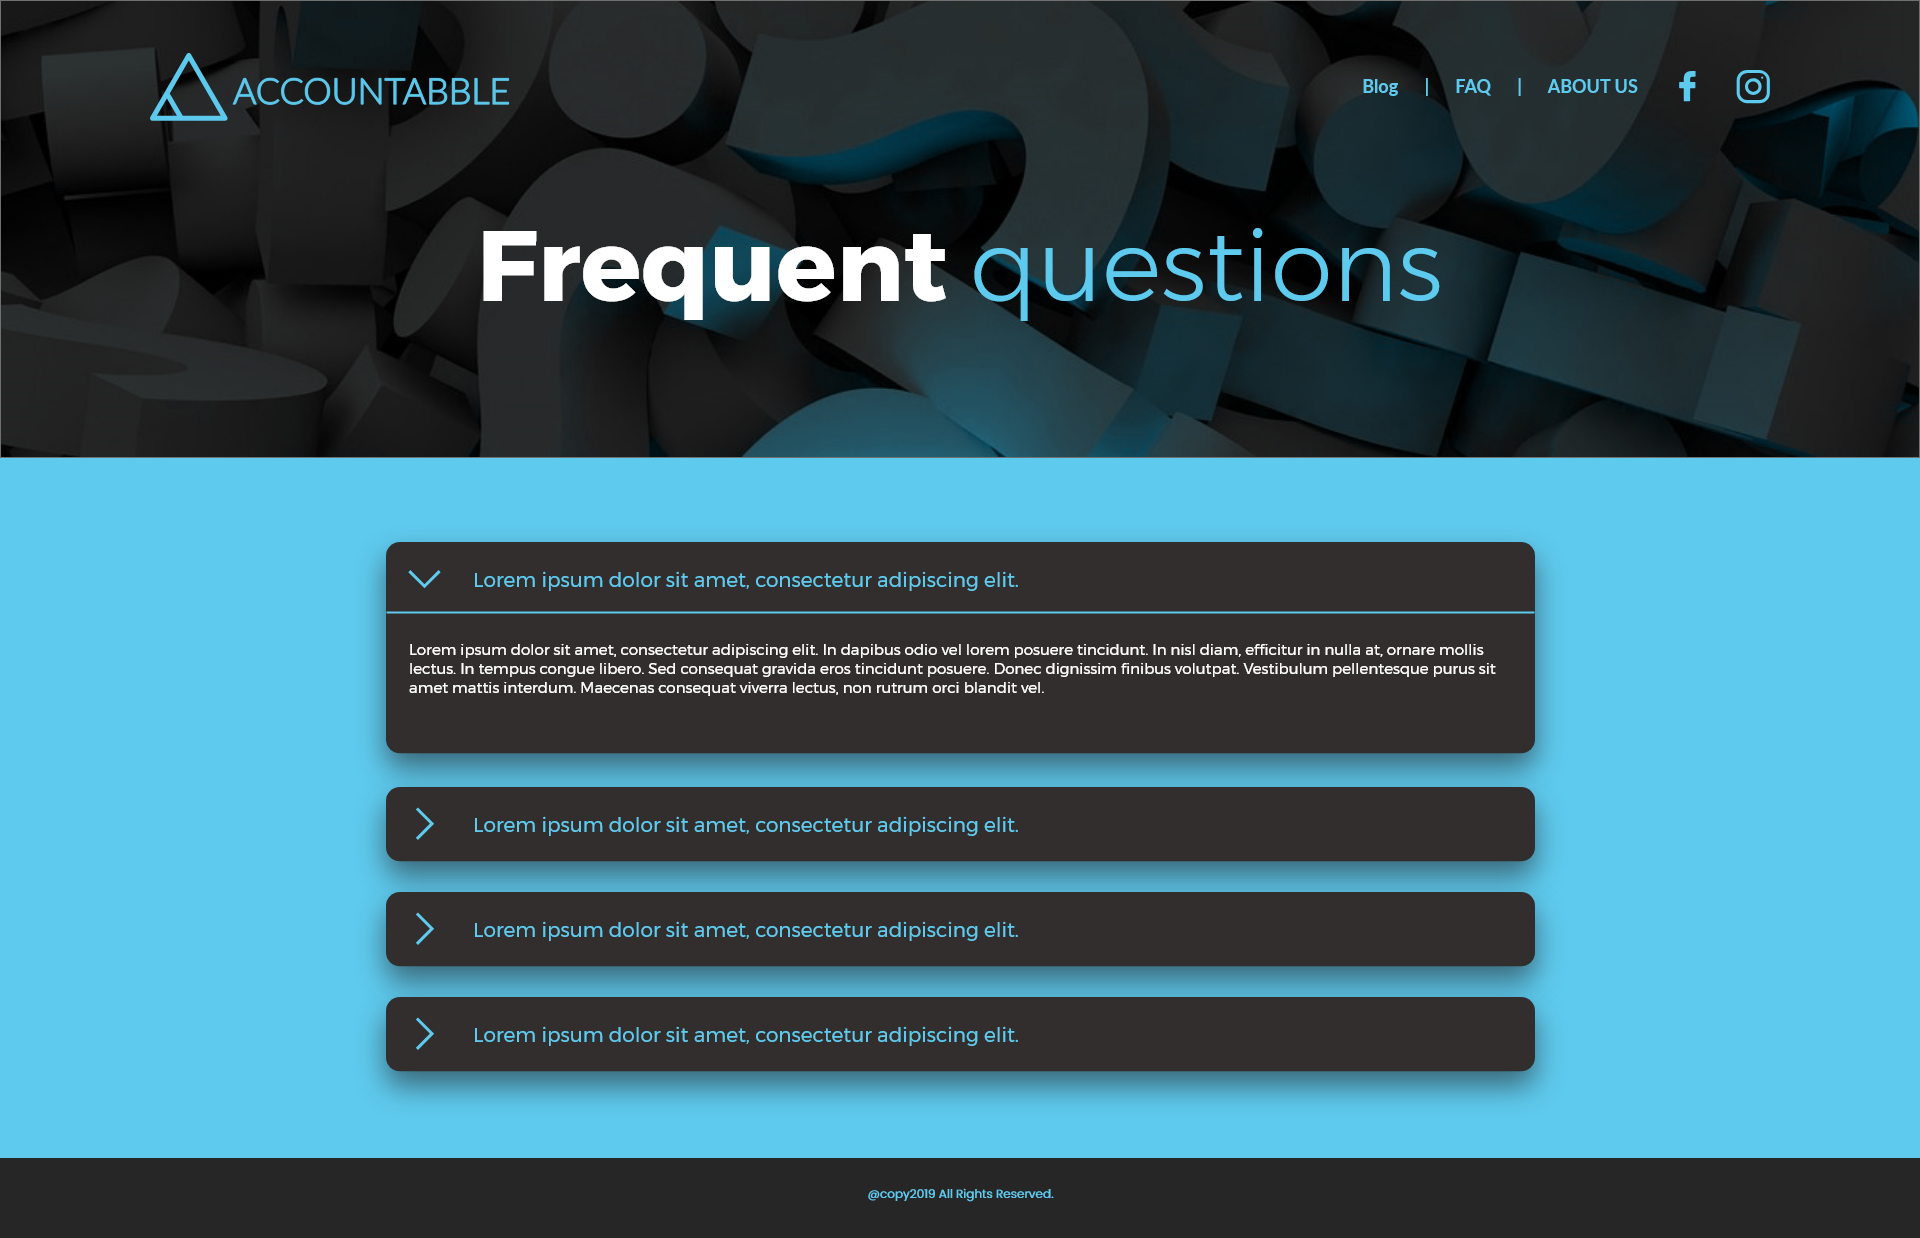 ACCOUNTABBLE
Blog | FAQ | ABOUT US
Frequent questions
Lorem ipsum dolor sit amet, consectetur adipiscing elit.
Lorem ipsum dolor sit amet, consectetur adipiscing elit. In dapibus odio vel lorem posuere tincidunt. In nisl diam, efficitur in nulla at, ornare mollis
lectus. In tempus congue libero. Sed consequat gravida eros tincidunt posuere. Donec dignissim finibus volutpat. Vestibulum pellentesque purus sit
amet mattis interdum. Maecenas consequat viverra lectus, non rutrum orci blandit vel.
Lorem ipsum dolor sit amet, consectetur adipiscing elit.
Lorem ipsum dolor sit amet, consectetur adipiscing elit.
Lorem ipsum dolor sit amet, consectetur adipiscing elit.
@copy2019 All Rights Reserved.